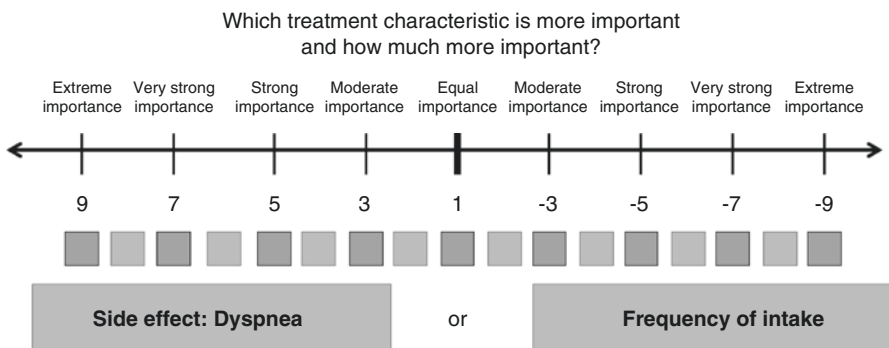 Which treatment characteristic is more important
and how much more important?
Extreme importance
Very strong importance
Strong importance
Moderate importance
Equal importance
Moderate importance
Strong importance
Very strong importance
Extreme importance
9 7 5 3 1 -3 -5 -7 -9
Side effect: Dyspnea or Frequency of intake